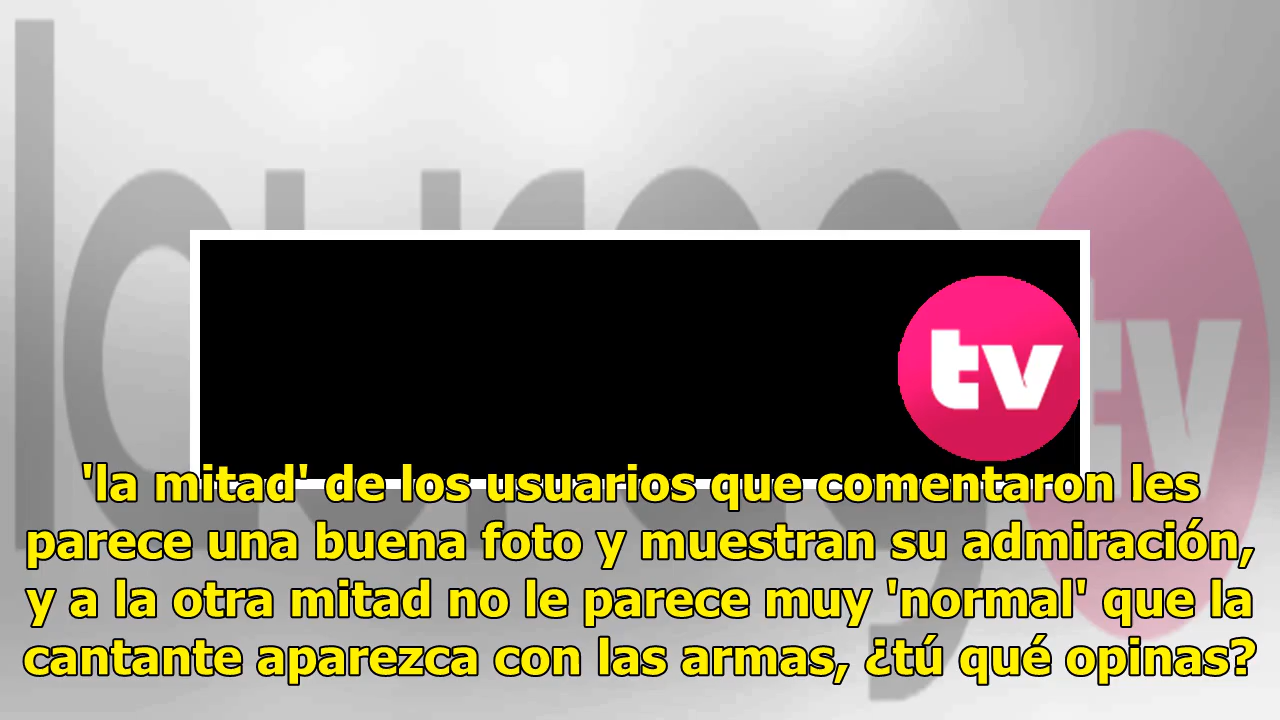 tv
tv
'la mitad' de los usuarios que comentaron les
parece una buena foto y muestran su admiración,
y a la otra mitad no le parece muy 'normal' que la
cantante aparezca con las armas, ¿tú qué opinas?